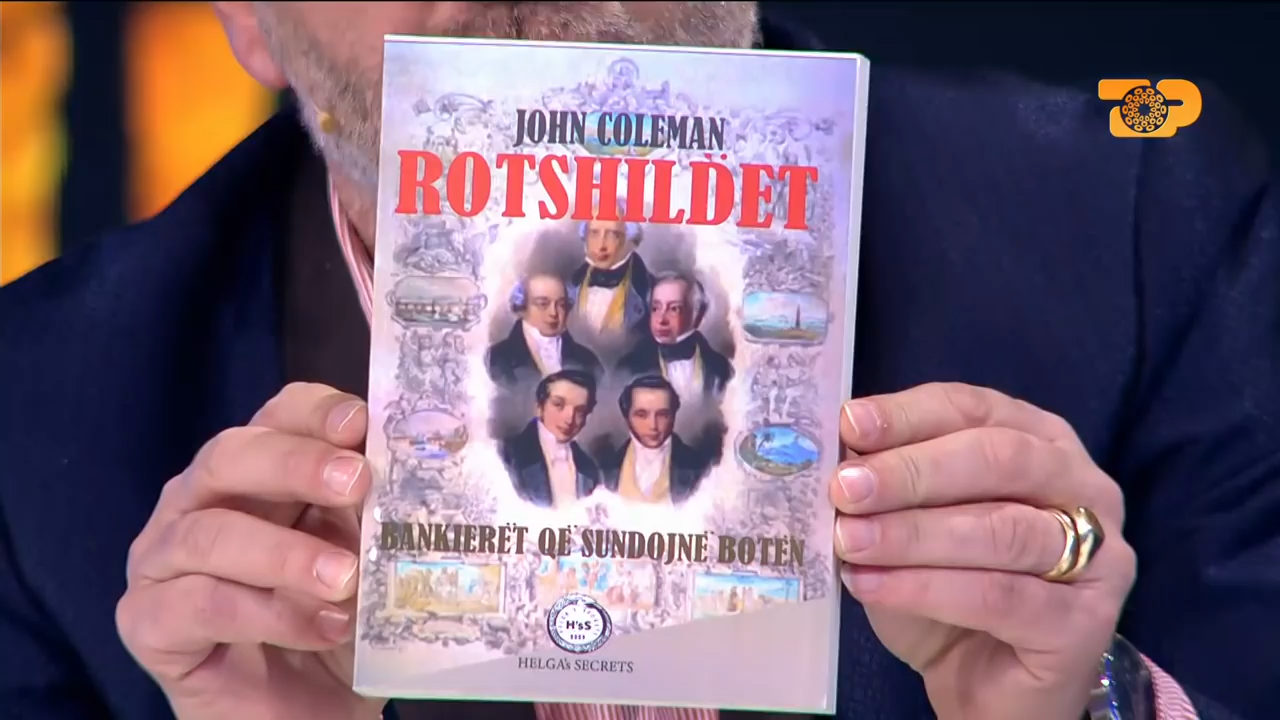 JOHN COLEMAN
ROTSHILDËT
BANKIERËT QË SUNDOJNË BOTËN
H'sS
HELGA's SECRETS